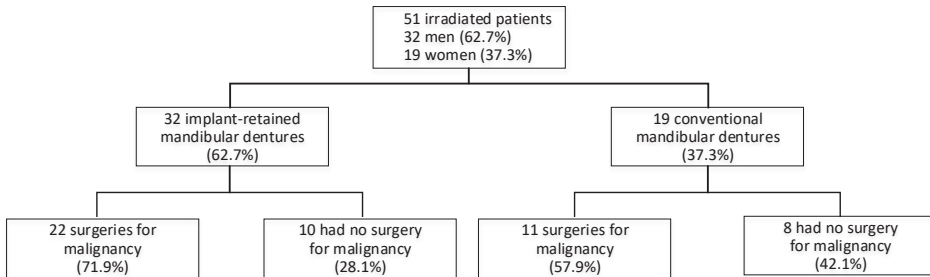 51 irradiated patients
32 men (62.7%)
19 women (37.3%)
32 implant-retained
mandibular dentures
(62.7%)
19 conventional
mandibular dentures
(37.3%)
22 surgeries for
malignancy
(71.9%)
10 had no surgery
for malignancy
(28.1%)
11 surgeries for
malignancy
(57.9%)
8 had no surgery
for malignancy
(42.1%)